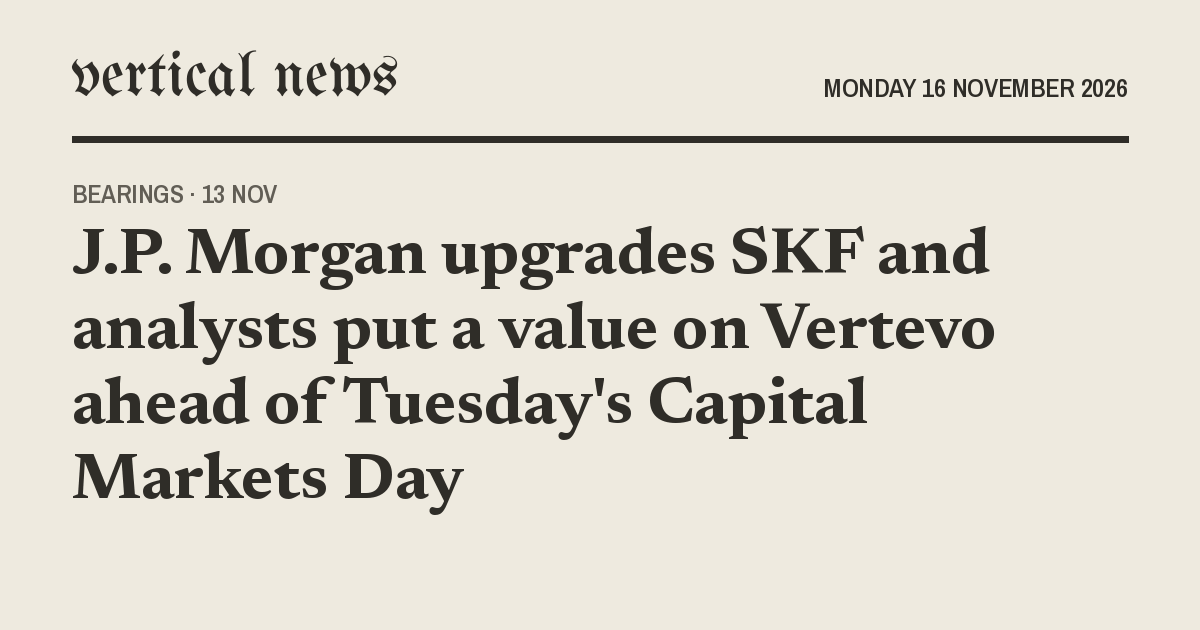 vertical news
MONDAY 16 NOVEMBER 2026
BEARINGS · 13 NOV
J.P. Morgan upgrades SKF and
analysts put a value on Vertevo
ahead of Tuesday's Capital
Markets Day